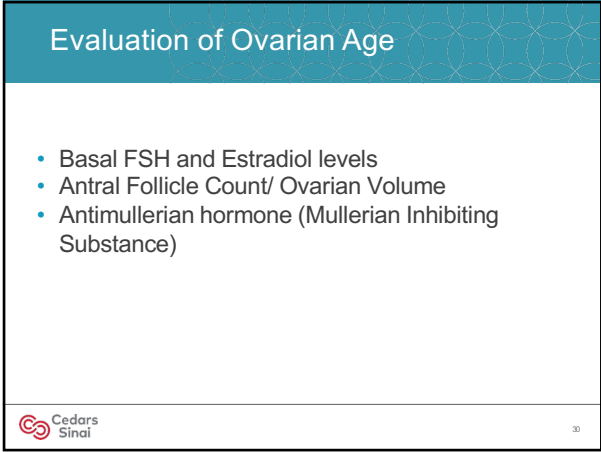 Evaluation of Ovarian Age
• Basal FSH and Estradiol levels
• Antral Follicle Count/ Ovarian Volume
• Antimullerian hormone (Mullerian Inhibiting
Substance)
Cedars
Sinai
30